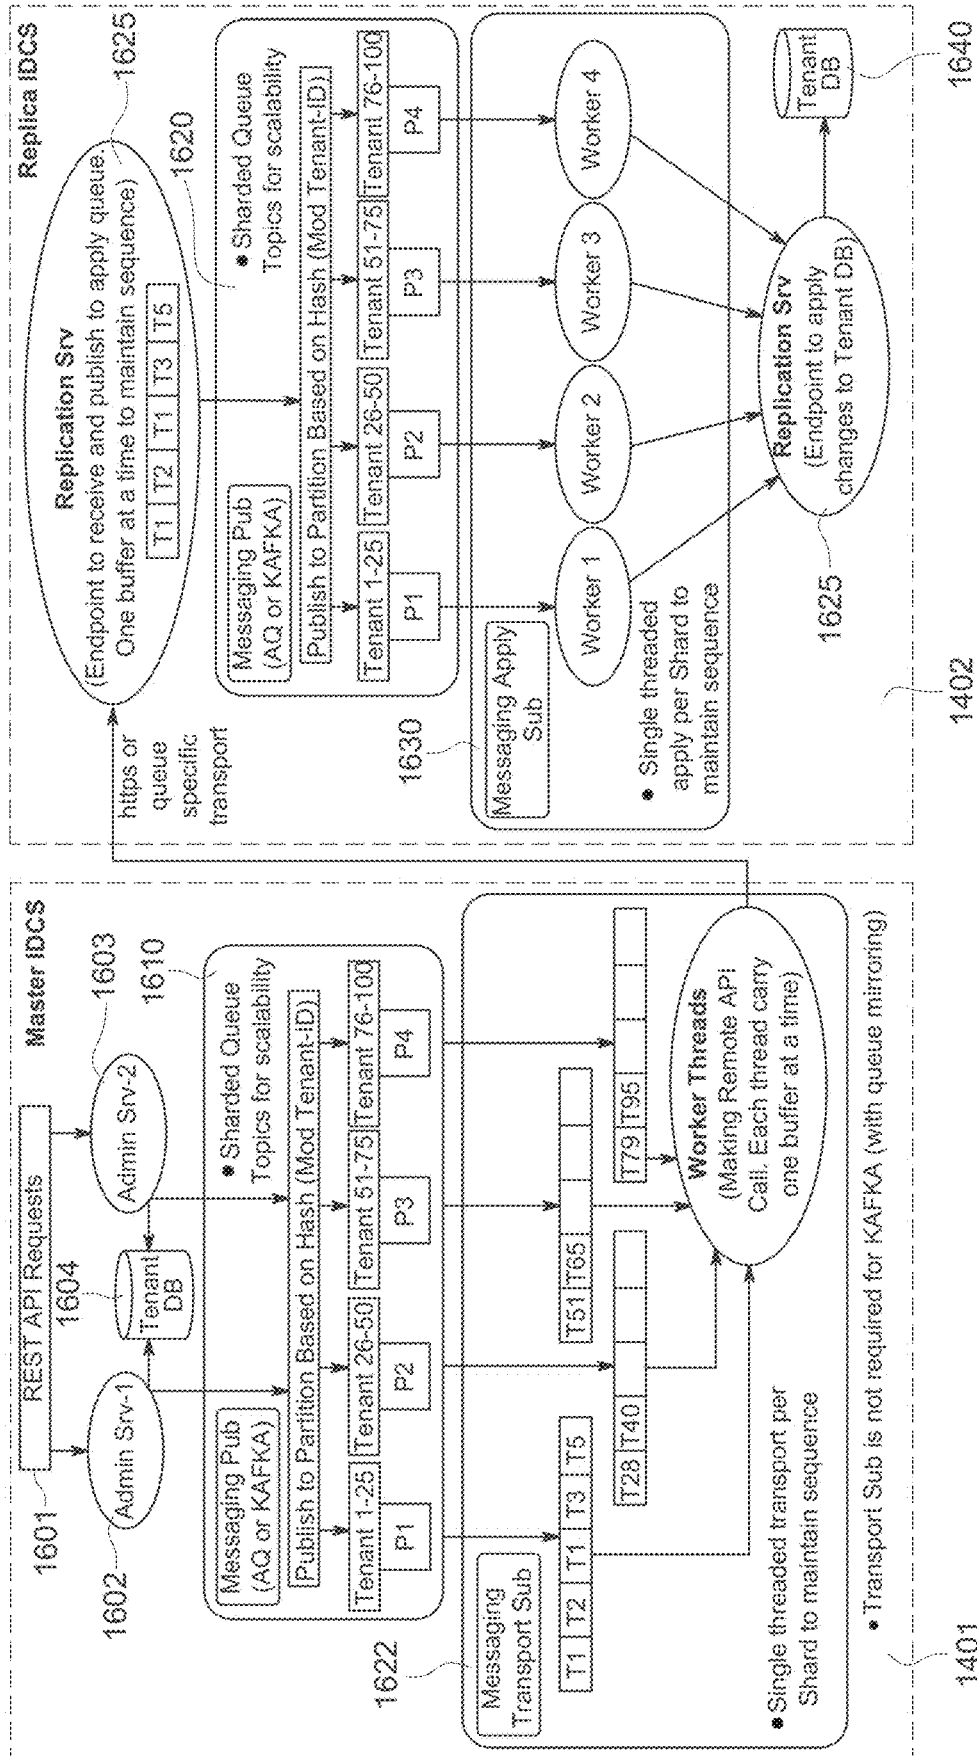 Master IDCS
1601
REST API Requests
1602
Admin Srv-1
1604
Tenant
DB
Admin Srv-2
1603
1610
Messaging Pub
(AQ or KAFKA)
• Sharded Queue
Topics for scalability
Publish to Partition Based on Hash (Mod Tenant-ID)
Tenant 1-25
Tenant 26-50
Tenant 51-75
Tenant 76-100
P1
P2
P3
P4
1622
Messaging
Transport Sub
T1 T2 T1 T3 T5
T28 T40
T51 T65
T79 T95
Worker Threads
(Making Remote API
Call. Each thread carry
one buffer at a time)
• Single threaded transport per
Shard to maintain sequence
• Transport Sub is not required for KAFKA (with queue mirroring)
1401
https or
queue
specific
transport
Replica IDCS
Replication Srv
(Endpoint to receive and publish to apply queue.
One buffer at a time to maintain sequence)
T1 T2 T1 T3 T5
1625
1620
Messaging Pub
(AQ or KAFKA)
• Sharded Queue
Topics for scalability
Publish to Partition Based on Hash (Mod Tenant-ID)
Tenant 1-25
Tenant 26-50
Tenant 51-75
Tenant 76-100
P1
P2
P3
P4
1630
Messaging Apply
Sub
Worker 1
Worker 2
Worker 3
Worker 4
• Single threaded
apply per Shard to
maintain sequence
Replication Srv
(Endpoint to apply
changes to Tenant DB)
1625
Tenant
DB
1640
1402